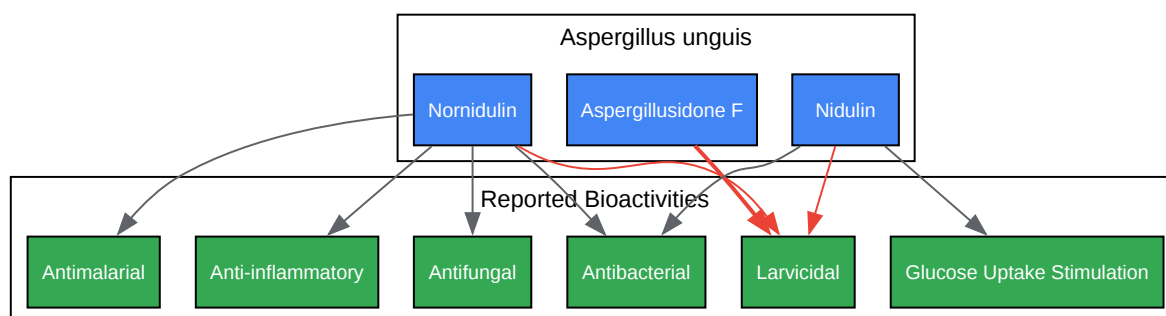 Aspergillus unguis
Nornidulin
Aspergillusidone F
Nidulin
Reported Bioactivities
Antimalarial
Anti-inflammatory
Antifungal
Antibacterial
Larvicidal
Glucose Uptake Stimulation